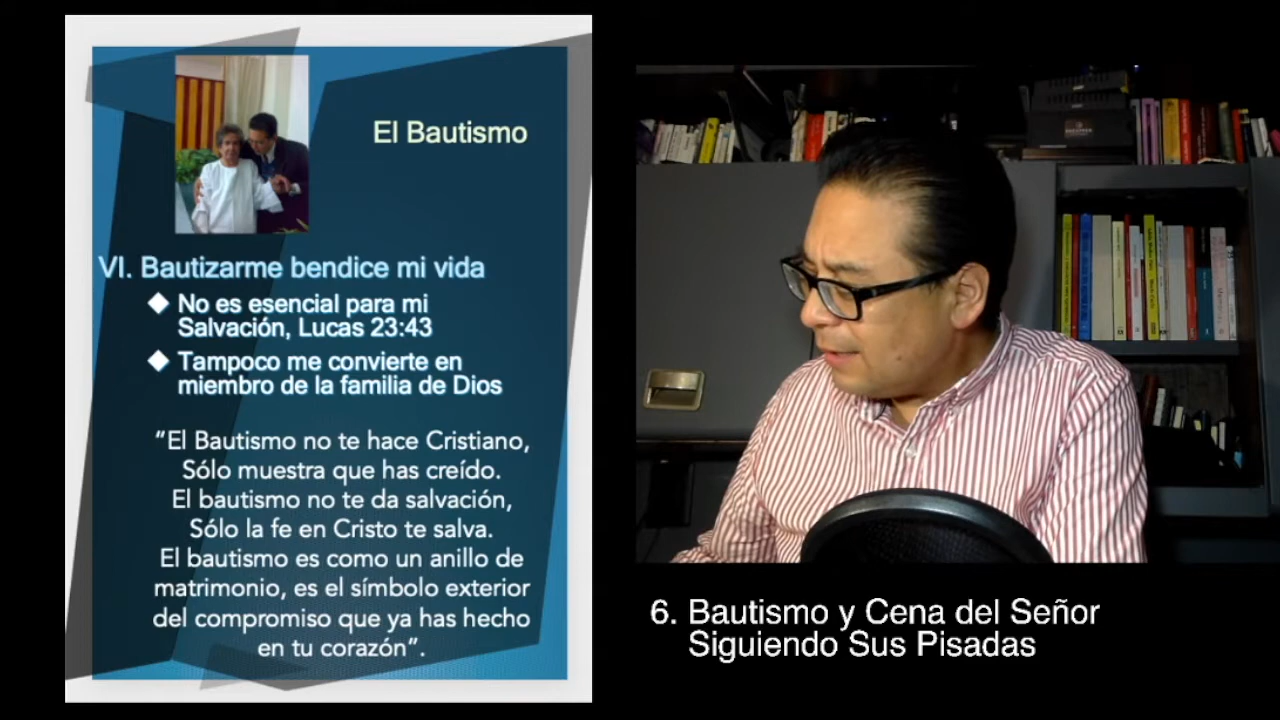 El Bautismo
VI. Bautizarme bendice mi vida
No es esencial para mi
Salvación, Lucas 23:43
Tampoco me convierte en
miembro de la familia de Dios
“El Bautismo no te hace Cristiano,
Sólo muestra que has creído.
El bautismo no te da salvación,
Sólo la fe en Cristo te salva.
El bautismo es como un anillo de
matrimonio, es el símbolo exterior
del compromiso que ya has hecho
en tu corazón”.
6. Bautismo y Cena del Señor
Siguiendo Sus Pisadas